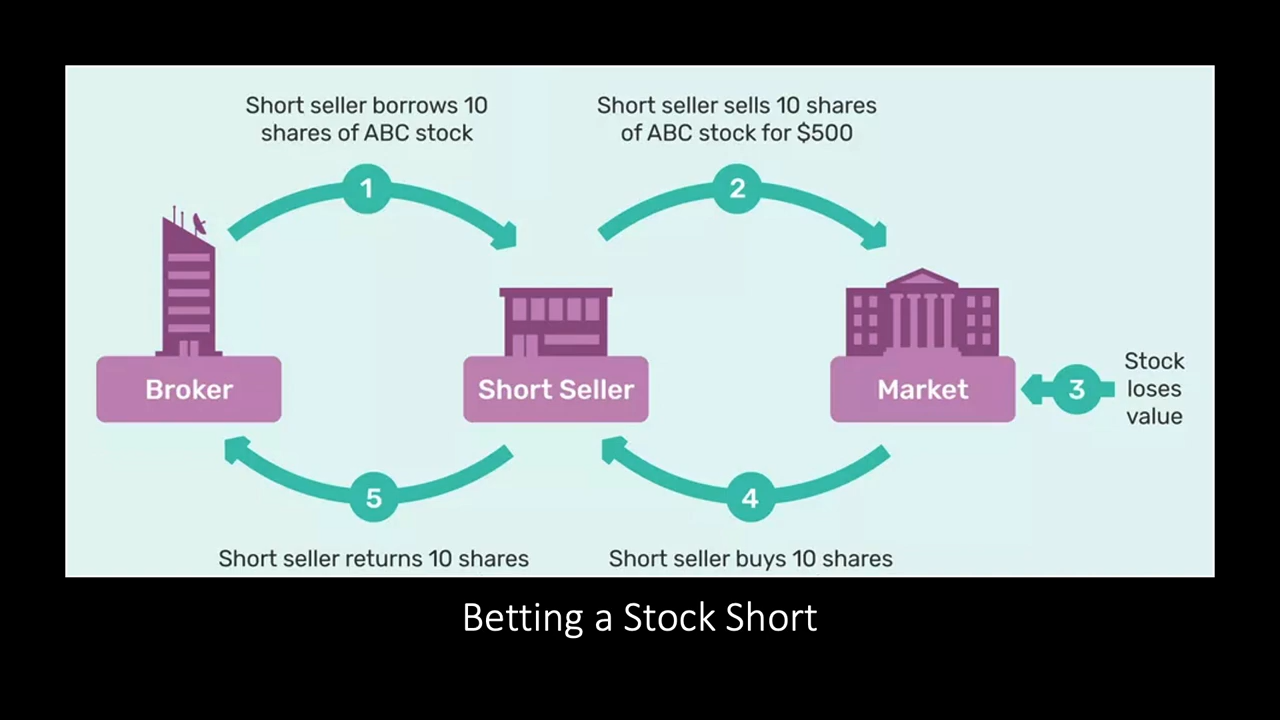 Short seller borrows 10
shares of ABC stock
Short seller sells 10 shares
of ABC stock for $500
1
2
Broker
Short Seller
Market
3
Stock
loses
value
5
4
Short seller returns 10 shares
Short seller buys 10 shares
Betting a Stock Short